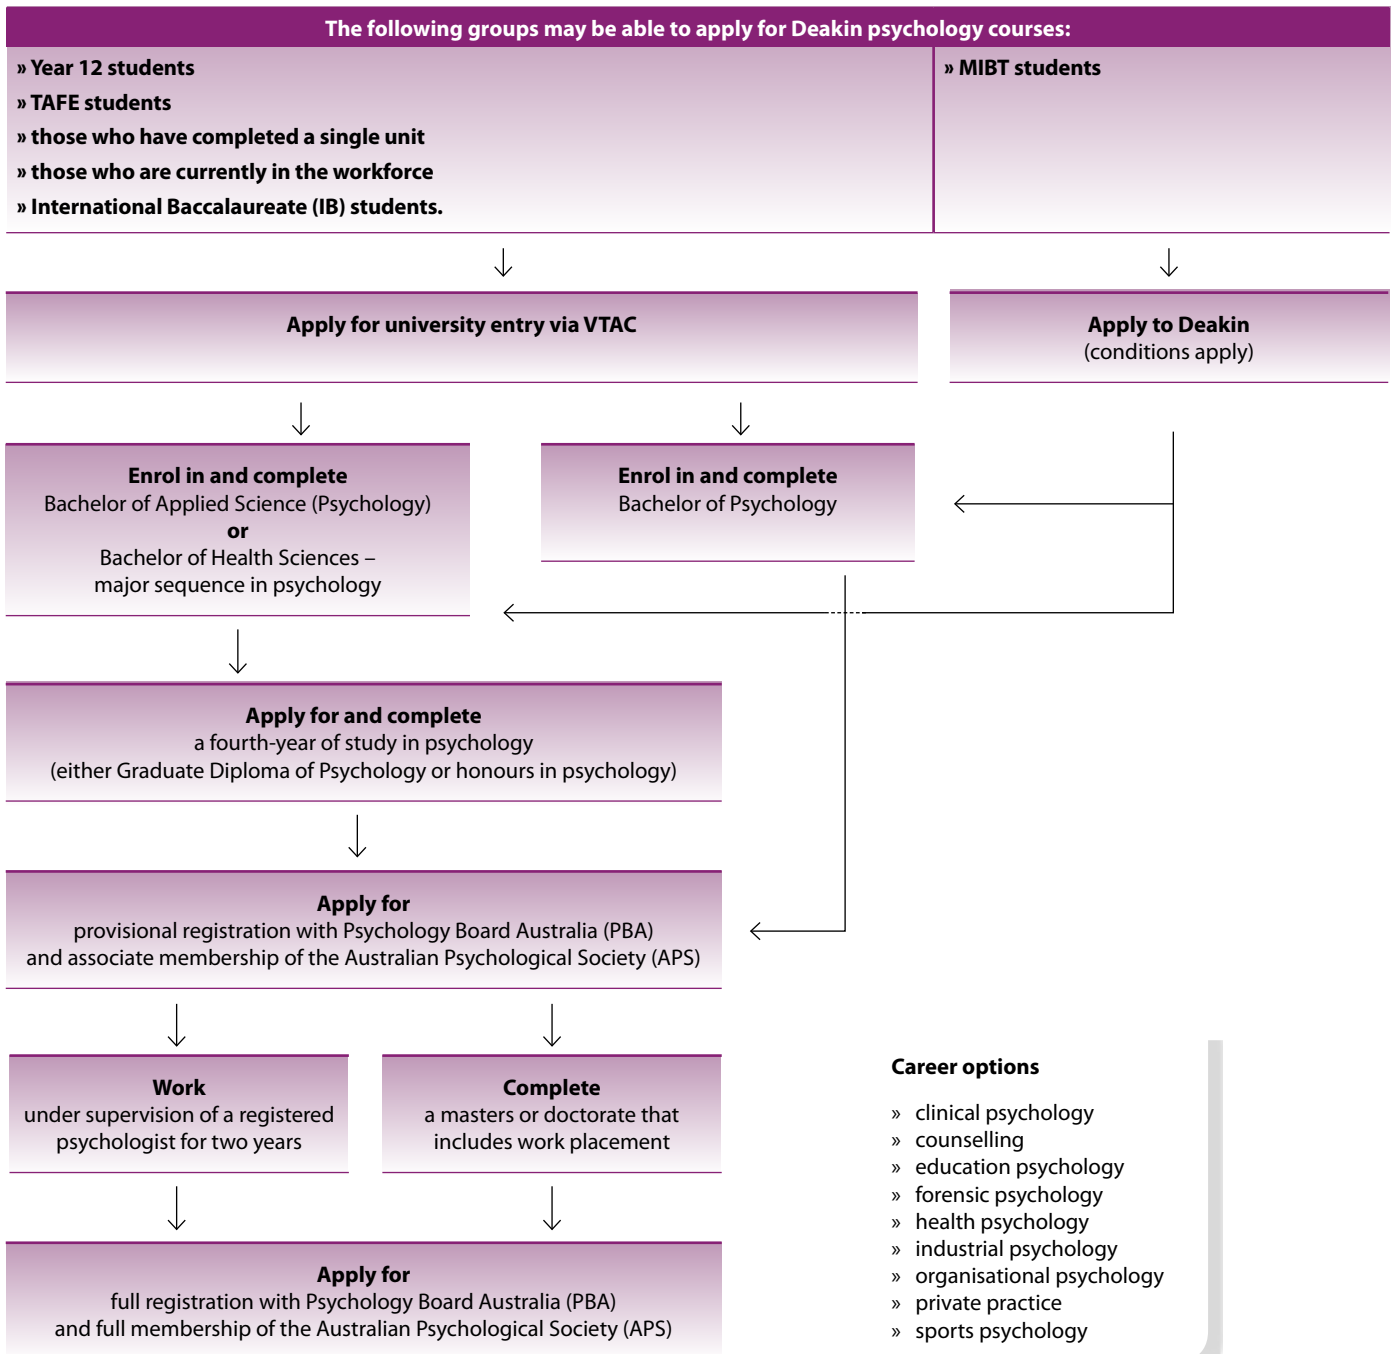 The following groups may be able to apply for Deakin psychology courses:
» Year 12 students
» TAFE students
» those who have completed a single unit
» those who are currently in the workforce
» International Baccalaureate (IB) students.
» MIBT students
Apply for university entry via VTAC
Apply to Deakin
(conditions apply)
Enrol in and complete
Bachelor of Applied Science (Psychology)
or
Bachelor of Health Sciences –
major sequence in psychology
Enrol in and complete
Bachelor of Psychology
Apply for and complete
a fourth-year of study in psychology
(either Graduate Diploma of Psychology or honours in psychology)
Apply for
provisional registration with Psychology Board Australia (PBA)
and associate membership of the Australian Psychological Society (APS)
Work
under supervision of a registered
psychologist for two years
Complete
a masters or doctorate that
includes work placement
Apply for
full registration with Psychology Board Australia (PBA)
and full membership of the Australian Psychological Society (APS)
Career options
» clinical psychology
» counselling
» education psychology
» forensic psychology
» health psychology
» industrial psychology
» organisational psychology
» private practice
» sports psychology